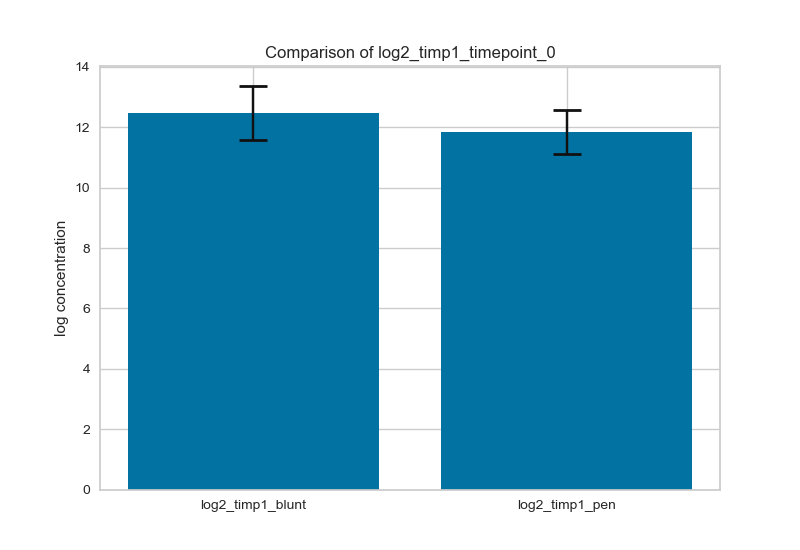 Comparison of log2_timp1_timepoint_0
14
12
10
8
6
4
2
0
log concentration
log2_timp1_blunt
log2_timp1_pen